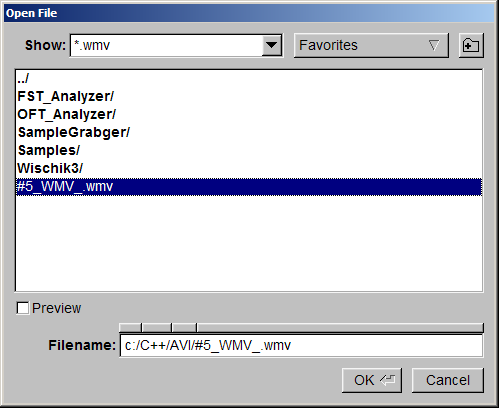 Open File
Show: *.wmv Favorites
../
FST_Analyzer/
OFT_Analyzer/
SampleGrabger/
Samples/
Wischik3/
#5_WMV_.wmv
Preview
Filename: c:/C++/AVI/#5_WMV_.wmv
OK Cancel